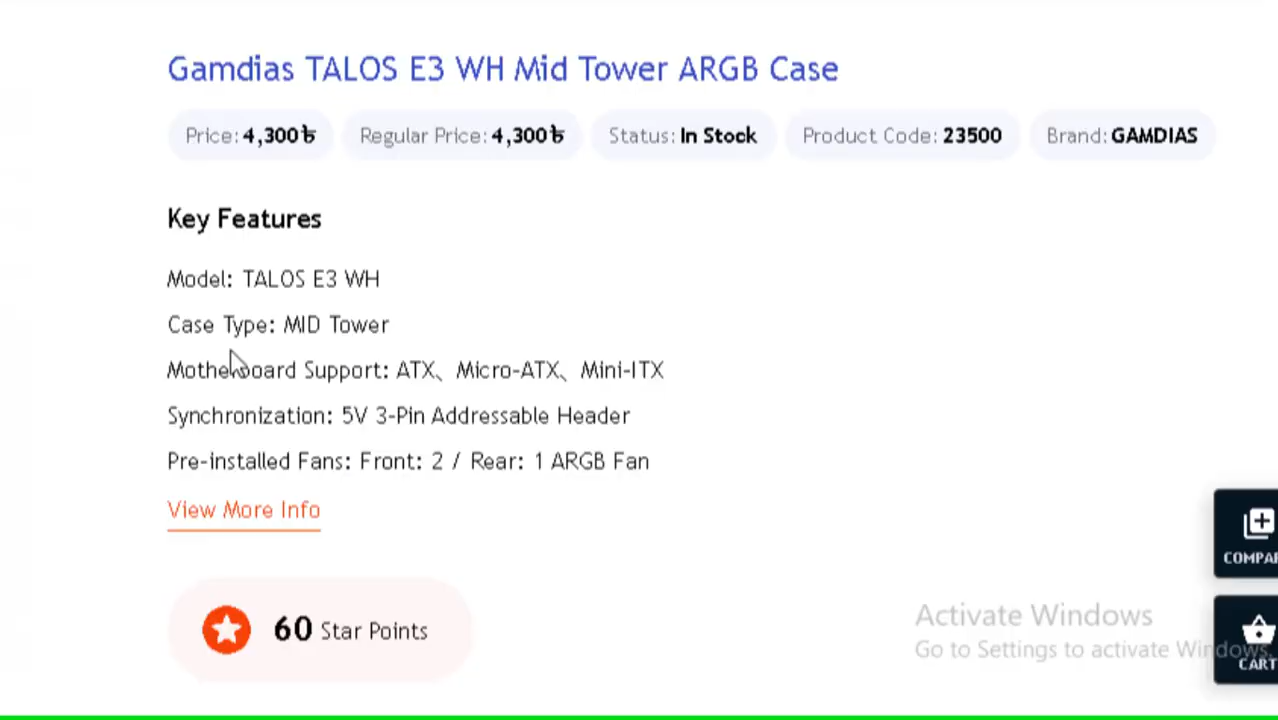 Gamdias TALOS E3 WH Mid Tower ARGB Case
Price: 4,300৳ Regular Price: 4,300৳ Status: In Stock Product Code: 23500 Brand: GAMDIAS
Key Features
Model: TALOS E3 WH
Case Type: MID Tower
Motherboard Support: ATX、Micro-ATX、Mini-ITX
Synchronization: 5V 3-Pin Addressable Header
Pre-installed Fans: Front: 2 / Rear: 1 ARGB Fan
View More Info
60 Star Points
COMPAR
Activate Windows
Go to Settings to activate Windows.
CART